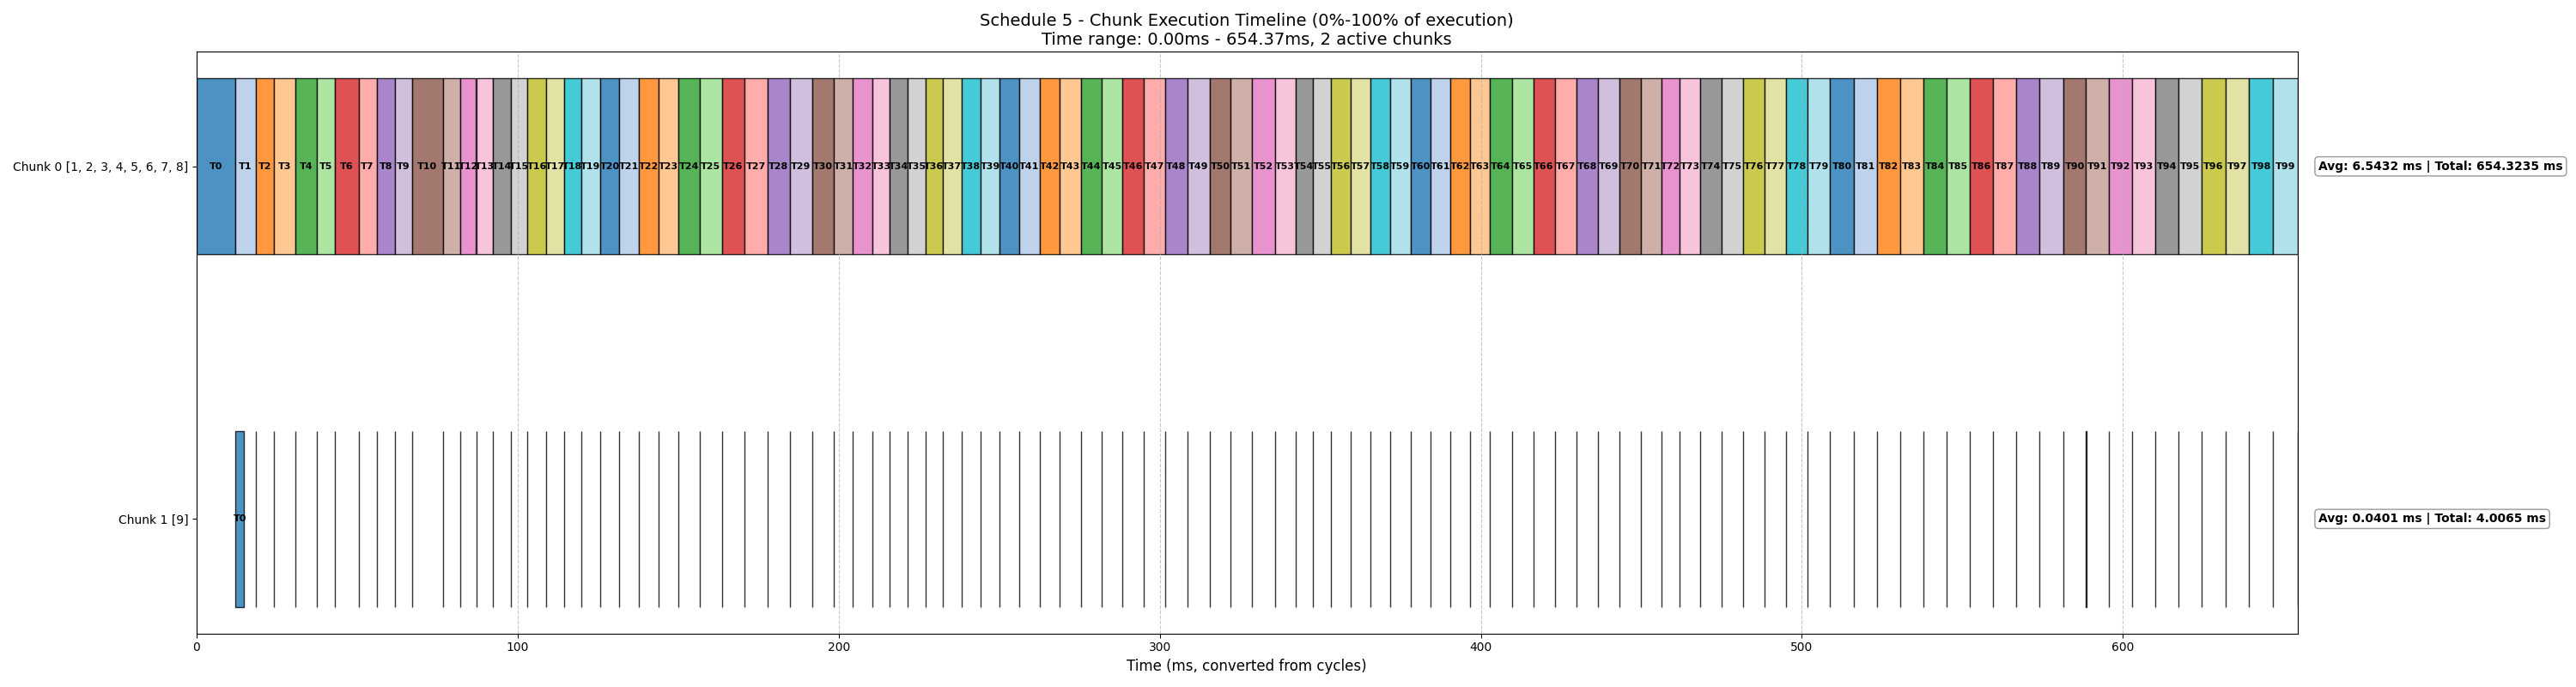 Schedule 5 - Chunk Execution Timeline (0%-100% of execution)
Time range: 0.00ms - 654.37ms, 2 active chunks
Chunk 0 [1, 2, 3, 4, 5, 6, 7, 8]
T0 T1 T2 T3 T4 T5 T6 T7 T8 T9 T10 T11 T12 T13 T14 T15 T16 T17 T18 T19 T20 T21 T22 T23 T24 T25 T26 T27 T28 T29 T30 T31 T32 T33 T34 T35 T36 T37 T38 T39 T40 T41 T42 T43 T44 T45 T46 T47 T48 T49 T50 T51 T52 T53 T54 T55 T56 T57 T58 T59 T60 T61 T62 T63 T64 T65 T66 T67 T68 T69 T70 T71 T72 T73 T74 T75 T76 T77 T78 T79 T80 T81 T82 T83 T84 T85 T86 T87 T88 T89 T90 T91 T92 T93 T94 T95 T96 T97 T98 T99
Avg: 6.5432 ms | Total: 654.3235 ms
Chunk 1 [9]
T0
Avg: 0.0401 ms | Total: 4.0065 ms
0 100 200 300 400 500 600
Time (ms, converted from cycles)